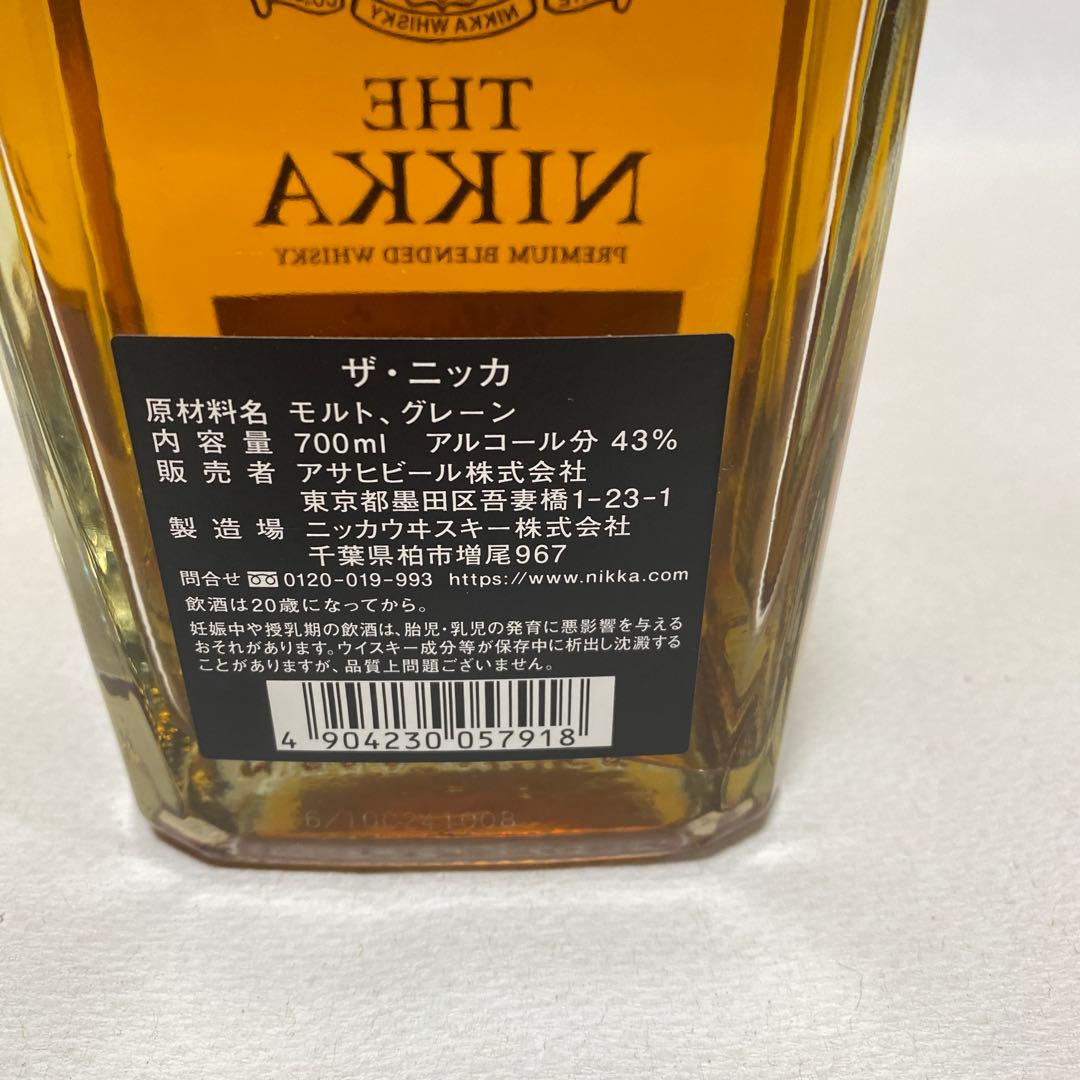 NIKKA WHISKY
THE
NIKKA
PREMIUM BLENDED WHISKY
ザ・ニッカ
原材料名 モルト、グレーン
内容量 700ml アルコール分 43%
販売者 アサヒビール株式会社
東京都墨田区吾妻橋1-23-1
製造場 ニッカウヰスキー株式会社
千葉県柏市増尾967
問合せ 0120-019-993 https://www.nikka.com
飲酒は20歳になってから。
妊娠中や授乳期の飲酒は、胎児・乳児の発育に悪影響を与える
おそれがあります。ウイスキー成分等が保存中に析出し沈澱する
ことがありますが、品質上問題ございません。
4 904230 057918
6/10C241008